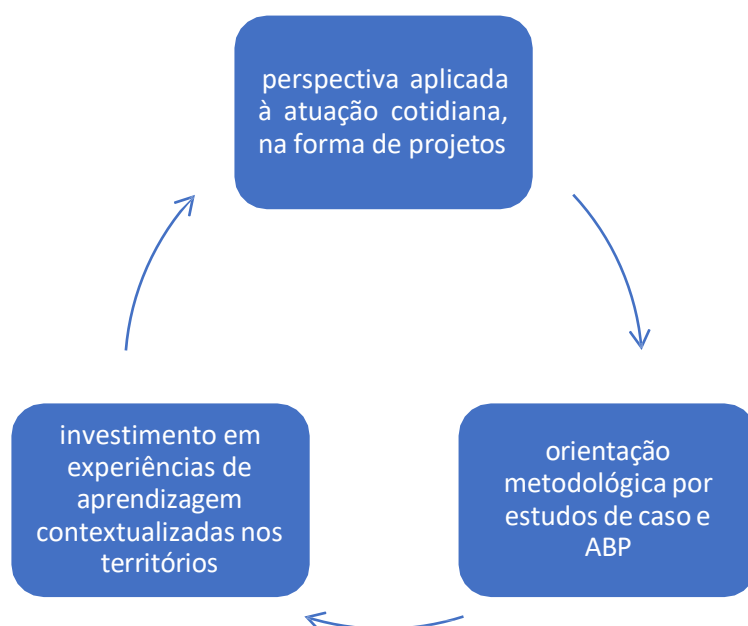 perspectiva aplicada
à atuação cotidiana,
na forma de projetos
orientação
metodológica por
estudos de caso e
ABP
investimento em
experiências de
aprendizagem
contextualizadas nos
territórios